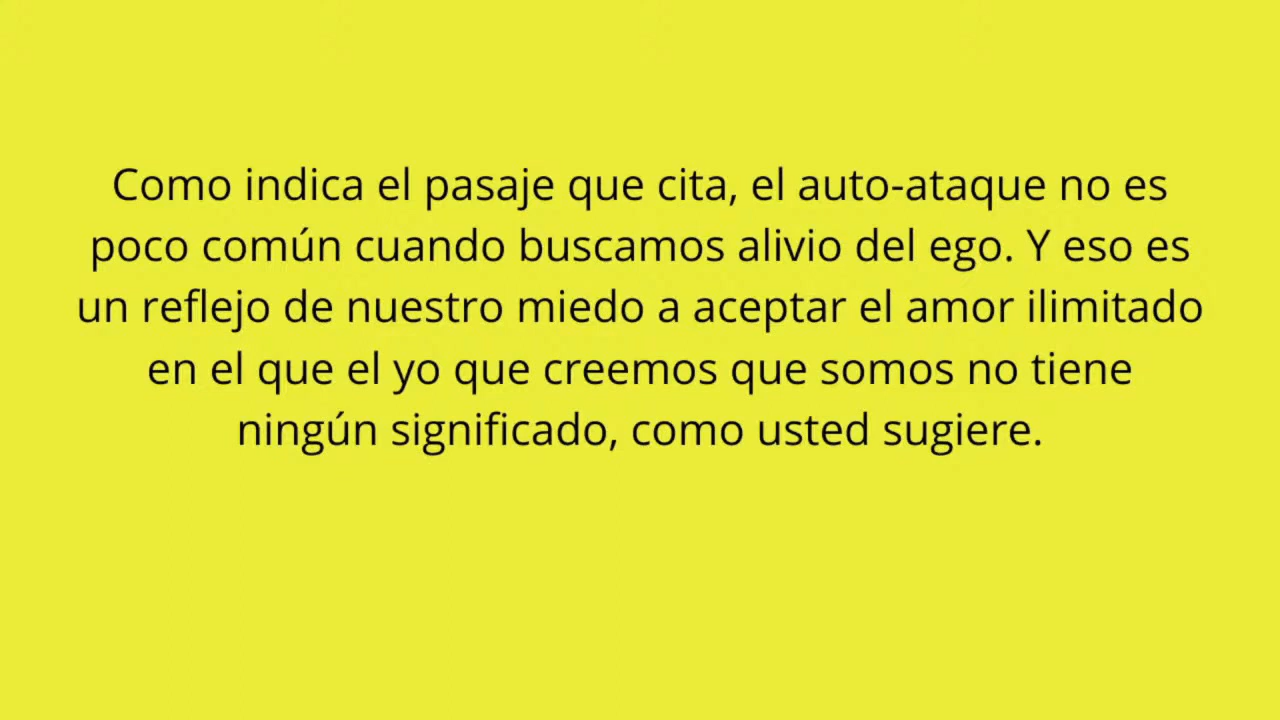 Como indica el pasaje que cita, el auto-ataque no es
poco común cuando buscamos alivio del ego. Y eso es
un reflejo de nuestro miedo a aceptar el amor ilimitado
en el que el yo que creemos que somos no tiene
ningún significado, como usted sugiere.